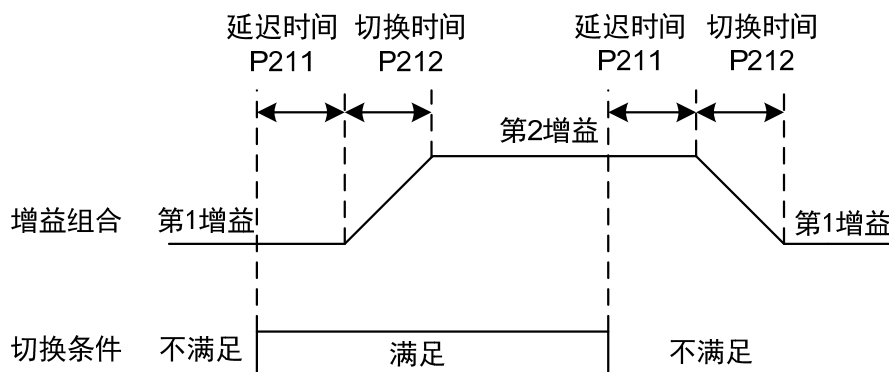 延迟时间 切换时间 延迟时间 切换时间
P211 P212 P211 P212
第2增益
增益组合 第1增益 第1增益
切换条件 不满足 满足 不满足